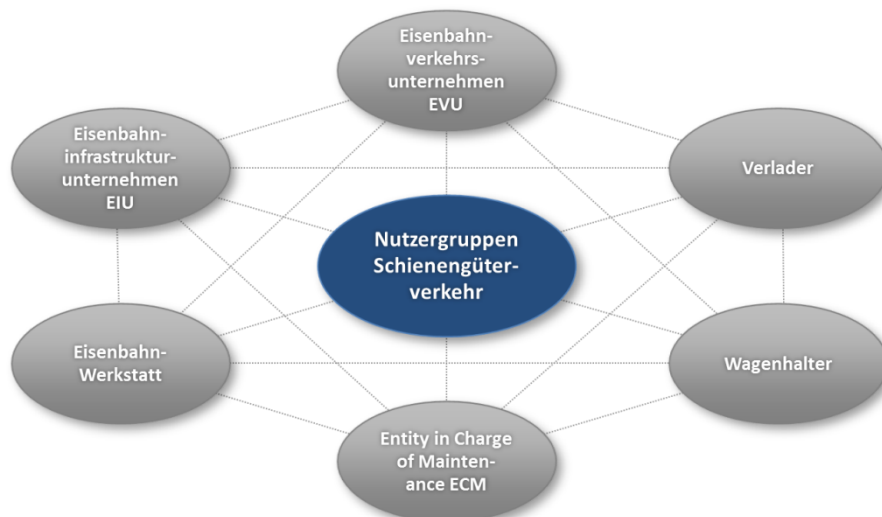 Eisenbahn-
verkehrs-
unternehmen
EVU
Eisenbahn-
infrastruktur-
unternehmen
EIU
Verlader
Nutzergruppen
Schienengüter-
verkehr
Eisenbahn-
Werkstatt
Wagenhalter
Entity in Charge
of Mainten-
ance ECM